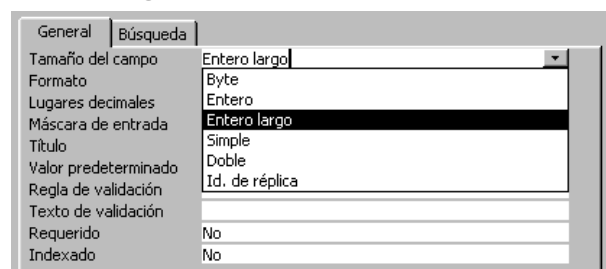 General Búsqueda
Tamaño del campo Entero largo
Formato Byte
Lugares decimales Entero
Máscara de entrada Entero largo
Título Simple
Valor predeterminado Doble
Regla de validación Id. de réplica
Texto de validación
Requerido No
Indexado No